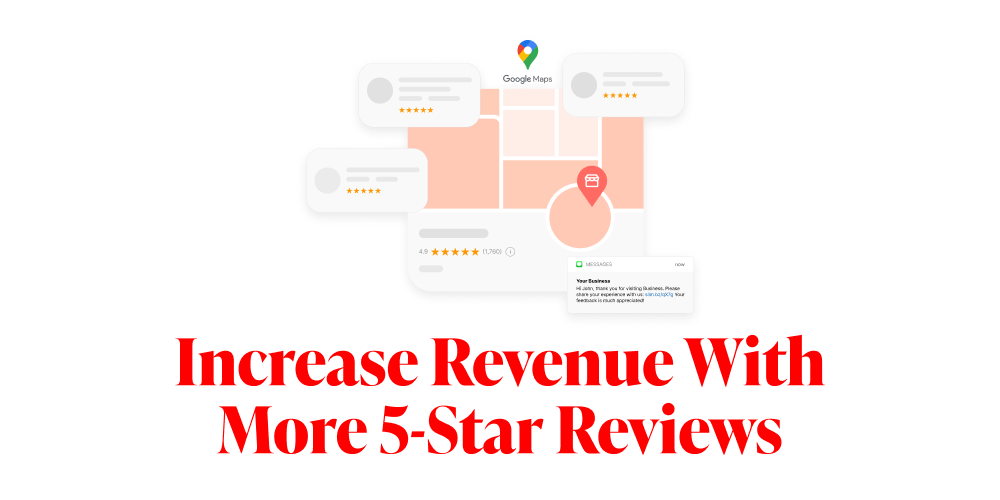 Google Maps
4.9 ★★★★★ (1,760)
MESSAGES now
Your Business
Hi John, thank you for visiting Business. Please
share your experience with us: Your
feedback is much appreciated!
Increase Revenue With
More 5-Star Reviews